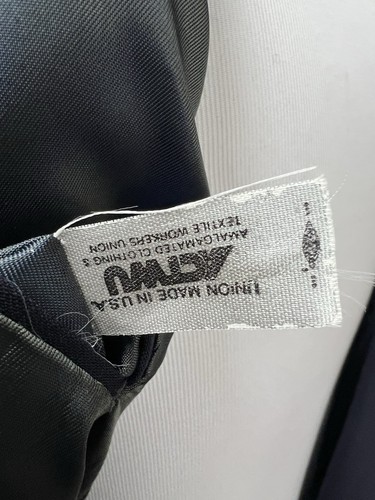 AMALGAMATED CLOTHING &
TEXTILE WORKERS UNION
ACTWU
UNION MADE IN U.S.A.